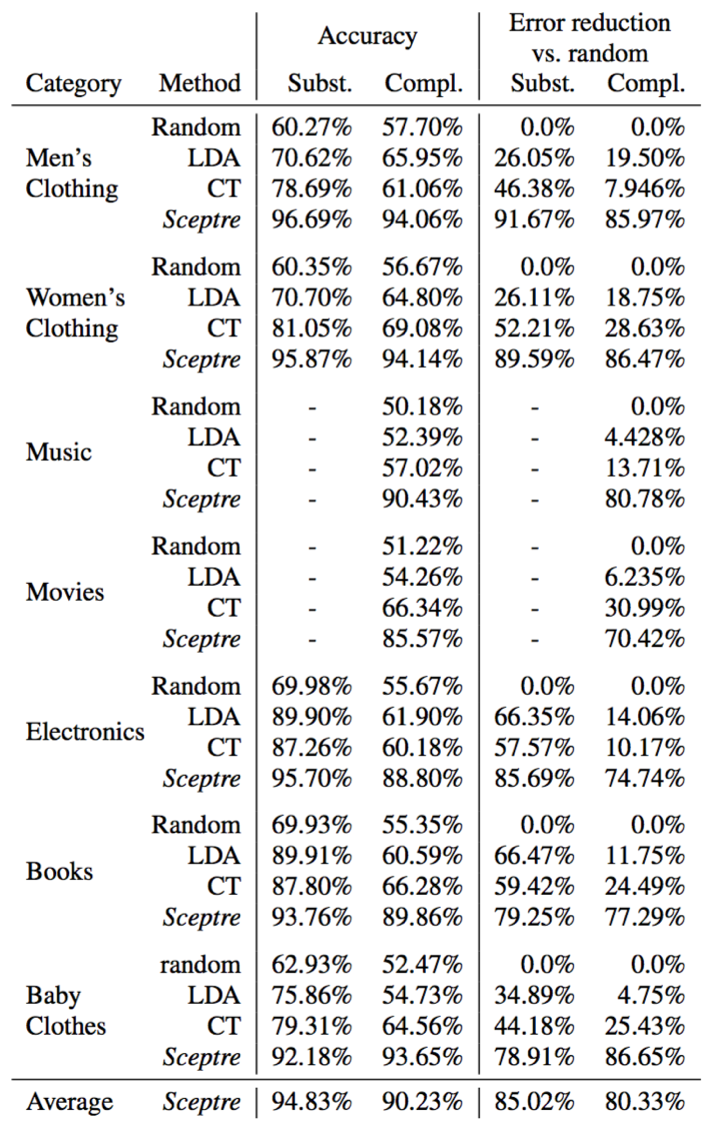 Accuracy Error reduction
vs. random
Category Method Subst. Compl. Subst. Compl.
Men's
Clothing
Random 60.27% 57.70% 0.0% 0.0%
LDA 70.62% 65.95% 26.05% 19.50%
CT 78.69% 61.06% 46.38% 7.946%
Sceptre 96.69% 94.06% 91.67% 85.97%
Women's
Clothing
Random 60.35% 56.67% 0.0% 0.0%
LDA 70.70% 64.80% 26.11% 18.75%
CT 81.05% 69.08% 52.21% 28.63%
Sceptre 95.87% 94.14% 89.59% 86.47%
Music
Random - 50.18% - 0.0%
LDA - 52.39% - 4.428%
CT - 57.02% - 13.71%
Sceptre - 90.43% - 80.78%
Movies
Random - 51.22% - 0.0%
LDA - 54.26% - 6.235%
CT - 66.34% - 30.99%
Sceptre - 85.57% - 70.42%
Electronics
Random 69.98% 55.67% 0.0% 0.0%
LDA 89.90% 61.90% 66.35% 14.06%
CT 87.26% 60.18% 57.57% 10.17%
Sceptre 95.70% 88.80% 85.69% 74.74%
Books
Random 69.93% 55.35% 0.0% 0.0%
LDA 89.91% 60.59% 66.47% 11.75%
CT 87.80% 66.28% 59.42% 24.49%
Sceptre 93.76% 89.86% 79.25% 77.29%
Baby
Clothes
random 62.93% 52.47% 0.0% 0.0%
LDA 75.86% 54.73% 34.89% 4.75%
CT 79.31% 64.56% 44.18% 25.43%
Sceptre 92.18% 93.65% 78.91% 86.65%
Average Sceptre 94.83% 90.23% 85.02% 80.33%